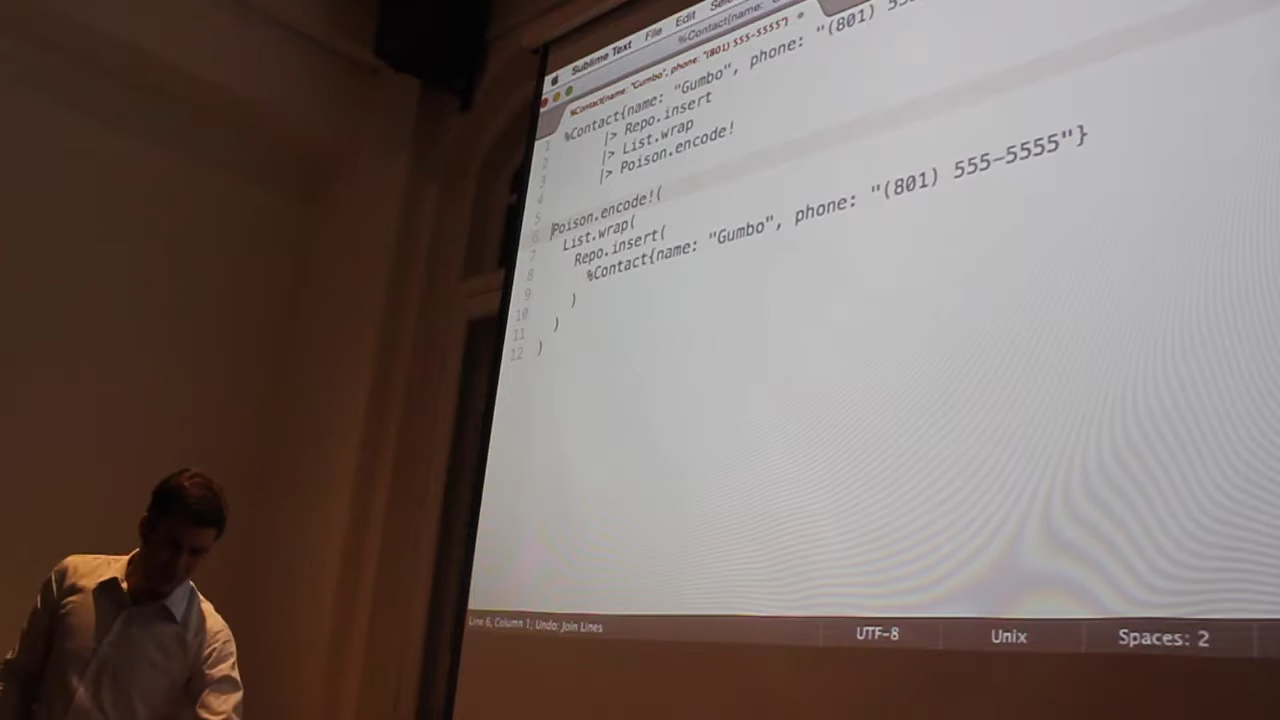 Sublime Text File Edit
%Contact{name:
%Contact{name: "Gumbo", phone: "(801) 555-5555"}
1 %Contact{name: "Gumbo", phone: "(801)
2 |> Repo.insert
3 |> List.wrap
4 |> Poison.encode!
5
6 Poison.encode!(
7 List.wrap(
8 Repo.insert(
9 %Contact{name: "Gumbo", phone: "(801) 555-5555"}
10 )
11 )
12 )
Line 6, Column 1; Undo: Join Lines UTF-8 Unix Spaces: 2